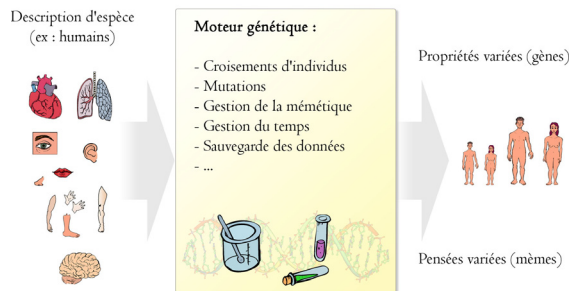 Description d'espèce
(ex : humains)
Moteur génétique :
- Croisements d'individus
- Mutations
- Gestion de la mémétique
- Gestion du temps
- Sauvegarde des données
- ...
Propriétés variées (gènes)
Pensées variées (mèmes)